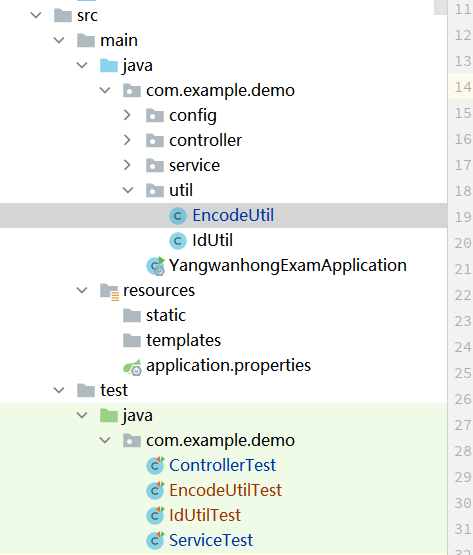 src
main
java
com.example.demo
config
controller
service
util
EncodeUtil
IdUtil
YangwanhongExamApplication
resources
static
templates
application.properties
test
java
com.example.demo
ControllerTest
EncodeUtilTest
IdUtilTest
ServiceTest
11
12
13
14
15
16
17
18
19
20
21
22
23
24
25
26
27
28
29
30
31
32